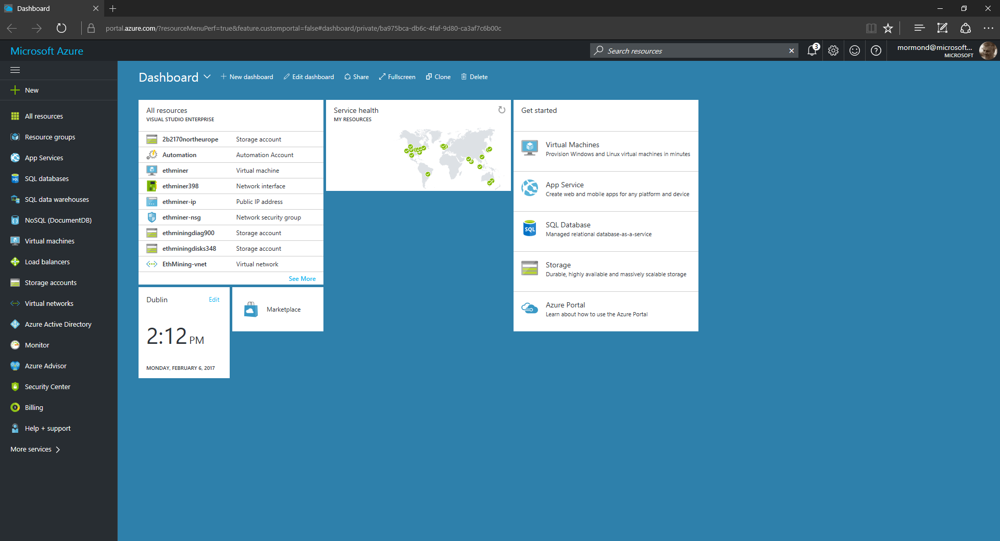 Dashboard
portal.azure.com/?resourceMenuPerf=true&feature.customportal=false#dashboard/private/ba975bca-db6c-4faf-9d80-ca3af7c6b00c
Microsoft Azure
Search resources
3
mormond@microsoft...
MICROSOFT
New
All resources
Resource groups
App Services
SQL databases
SQL data warehouses
NoSQL (DocumentDB)
Virtual machines
Load balancers
Storage accounts
Virtual networks
Azure Active Directory
Monitor
Azure Advisor
Security Center
Billing
Help + support
More services
Dashboard
New dashboard
Edit dashboard
Share
Fullscreen
Clone
Delete
All resources
VISUAL STUDIO ENTERPRISE
2b2170northeurope Storage account
Automation Automation Account
ethminer Virtual machine
ethminer398 Network interface
ethminer-ip Public IP address
ethminer-nsg Network security group
ethminingdiag900 Storage account
ethminingdisks348 Storage account
EthMining-vnet Virtual network
See More
Dublin
Edit
2:12 PM
MONDAY, FEBRUARY 6, 2017
Marketplace
Service health
MY RESOURCES
Get started
Virtual Machines
Provision Windows and Linux virtual machines in minutes
App Service
Create web and mobile apps for any platform and device
SQL
SQL Database
Managed relational database-as-a-service
Storage
Durable, highly available and massively scalable storage
Azure Portal
Learn about how to use the Azure Portal